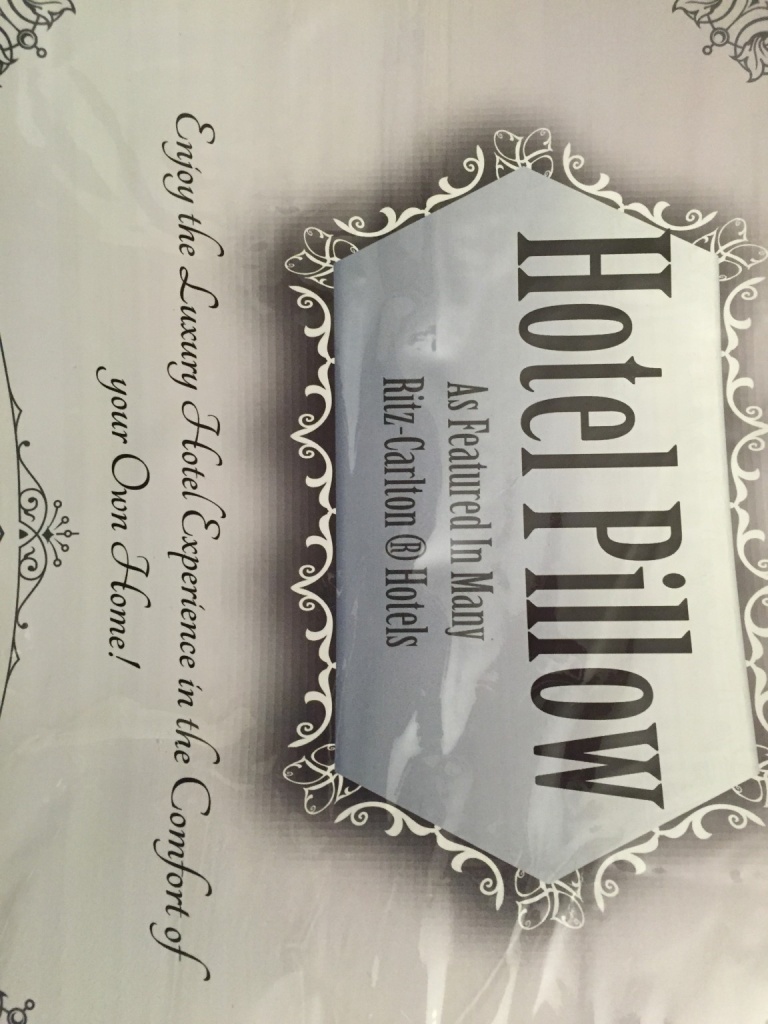 Hotel Pillow
As Featured In Many
Ritz-Carlton ® Hotels
Enjoy the Luxury Hotel Experience in the Comfort of
your Own Home!